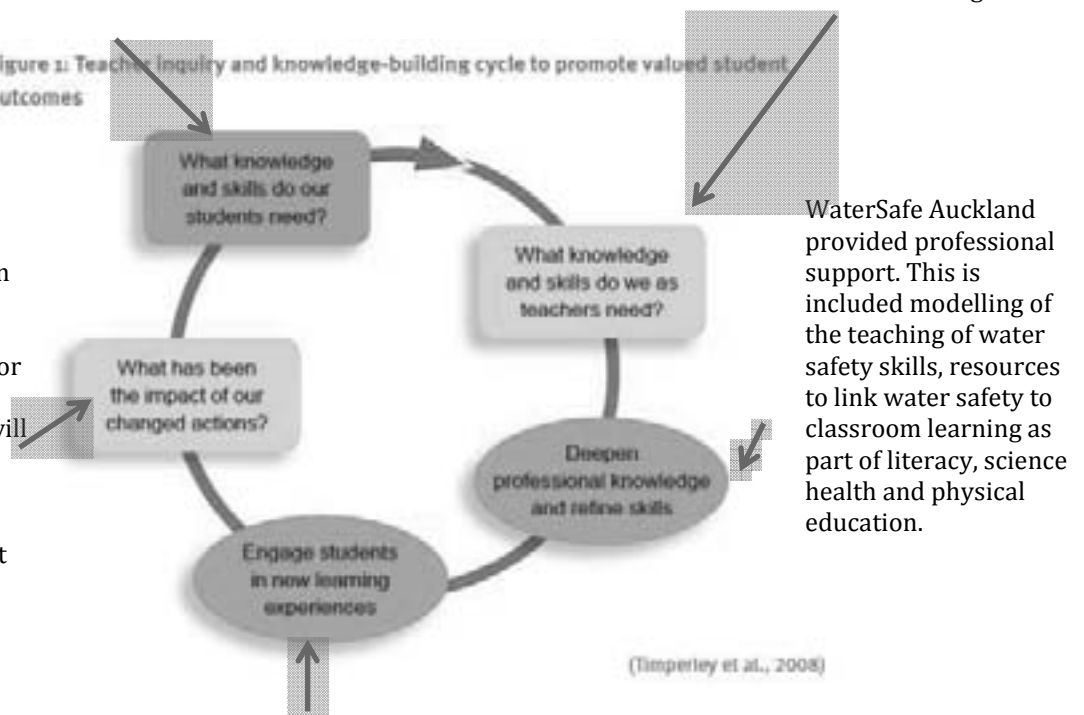 igure 1: Teacher inquiry and knowledge-building cycle to promote valued student
utcomes
What knowledge
and skills do our
students need?
What knowledge
and skills do we as
teachers need?
WaterSafe Auckland
provided professional
support. This is
included modelling of
the teaching of water
safety skills, resources
to link water safety to
classroom learning as
part of literacy, science
health and physical
education.
What has been
the impact of our
changed actions?
or
will
Deepen
professional knowledge
and refine skills
Engage students
in new learning
experiences
(Timperley et al., 2008)